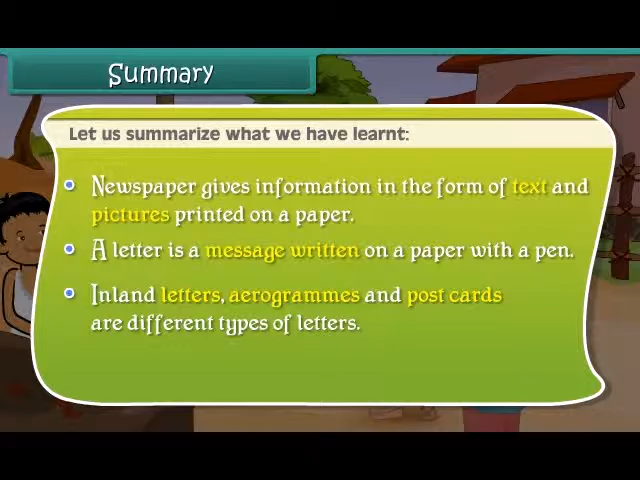 Summary
Let us summarize what we have learnt:
Newspaper gives information in the form of text and
pictures printed on a paper.
A letter is a message written on a paper with a pen.
Inland letters, aerogrammes and post cards
are different types of letters.